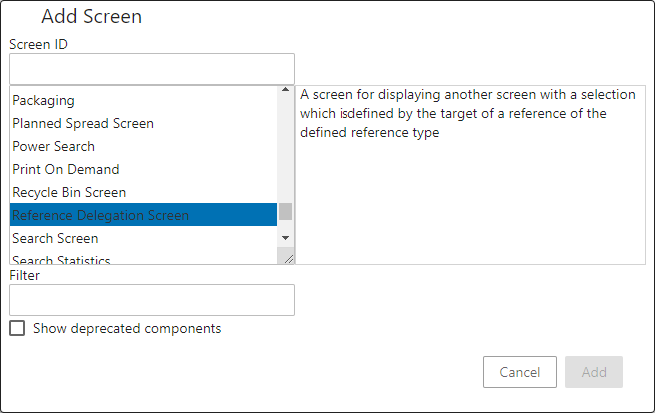 Add Screen
Screen ID
Packaging
Planned Spread Screen
Power Search
Print On Demand
Recycle Bin Screen
Reference Delegation Screen
Search Screen
Search Statistics
A screen for displaying another screen with a selection
which isdefined by the target of a reference of the
defined reference type
Filter
Show deprecated components
Cancel
Add